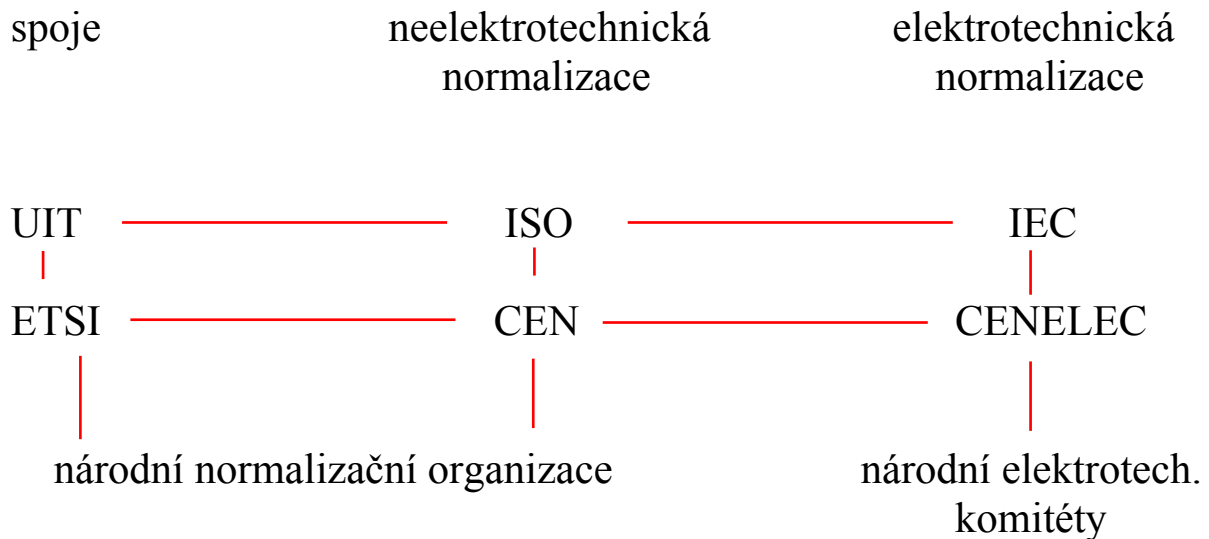 spoje
neelektrotechnická
normalizace
elektrotechnická
normalizace
UIT
ISO
IEC
ETSI
CEN
CENELEC
národní normalizační organizace
národní elektrotech.
komitéty